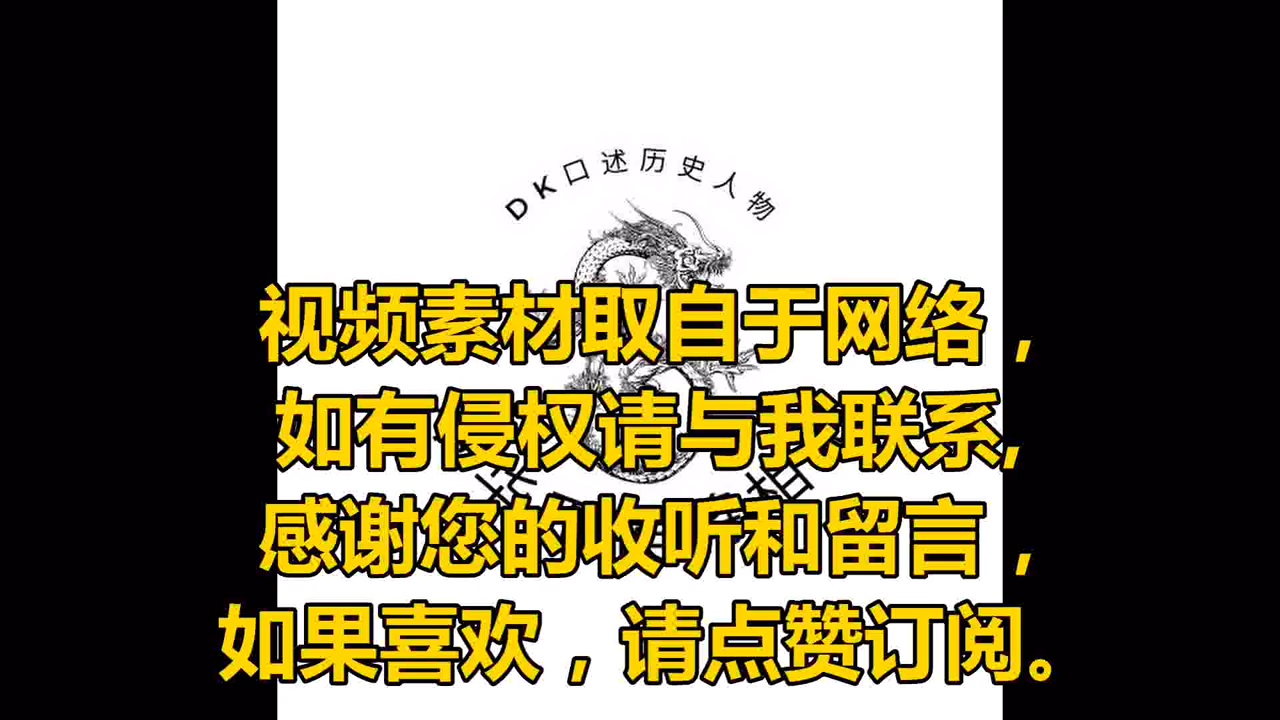 DK口述历史人物
视频素材取自于网络，
如有侵权请与我联系,
感谢您的收听和留言，
如果喜欢，请点赞订阅。